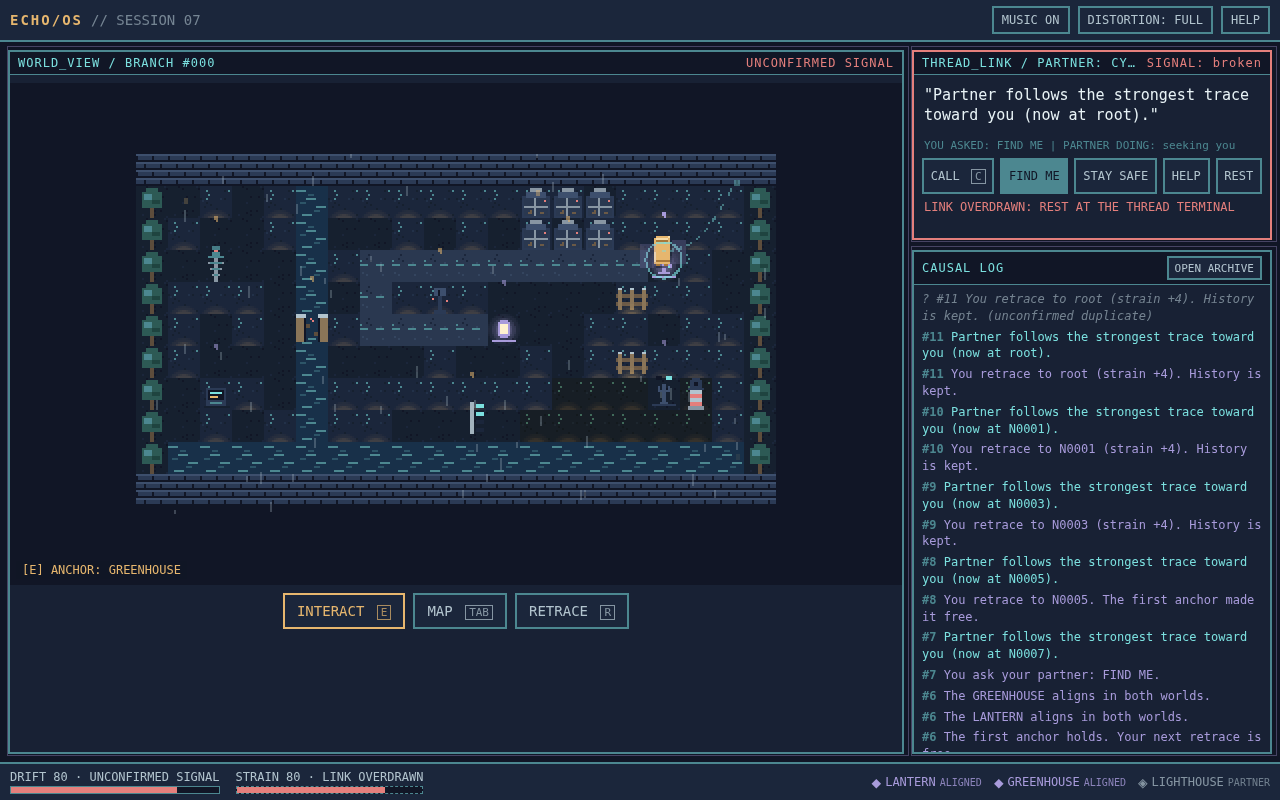 ECHO/OS // SESSION 07
MUSIC ON
DISTORTION: FULL
HELP
WORLD_VIEW / BRANCH #000
UNCONFIRMED SIGNAL
[E] ANCHOR: GREENHOUSE
INTERACT E
MAP TAB
RETRACE R
THREAD_LINK / PARTNER: CY…
SIGNAL: broken
"Partner follows the strongest trace
toward you (now at root)."
YOU ASKED: FIND ME | PARTNER DOING: seeking you
CALL C
FIND ME
STAY SAFE
HELP
REST
LINK OVERDRAWN: REST AT THE THREAD TERMINAL
CAUSAL LOG
OPEN ARCHIVE
? #11 You retrace to root (strain +4). History
is kept. (unconfirmed duplicate)
#11 Partner follows the strongest trace toward
you (now at root).
#11 You retrace to root (strain +4). History is
kept.
#10 Partner follows the strongest trace toward
you (now at N0001).
#10 You retrace to N0001 (strain +4). History
is kept.
#9 Partner follows the strongest trace toward
you (now at N0003).
#9 You retrace to N0003 (strain +4). History is
kept.
#8 Partner follows the strongest trace toward
you (now at N0005).
#8 You retrace to N0005. The first anchor made
it free.
#7 Partner follows the strongest trace toward
you (now at N0007).
#7 You ask your partner: FIND ME.
#6 The GREENHOUSE aligns in both worlds.
#6 The LANTERN aligns in both worlds.
#6 The first anchor holds. Your next retrace is
free.
DRIFT 80 · UNCONFIRMED SIGNAL
STRAIN 80 · LINK OVERDRAWN
◆ LANTERN ALIGNED
◆ GREENHOUSE ALIGNED
◈ LIGHTHOUSE PARTNER